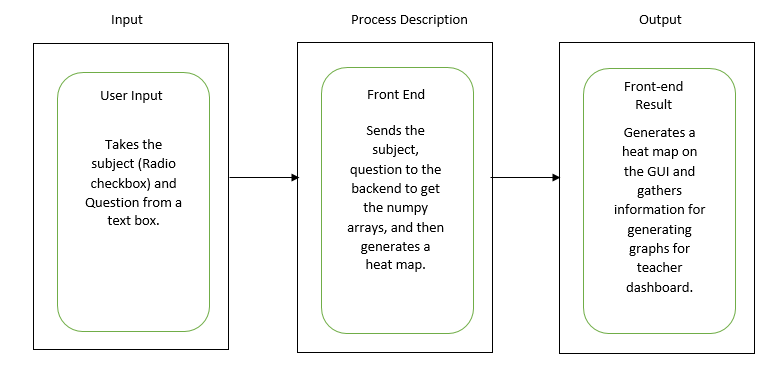 Input
Process Description
Output
User Input
Takes the
subject (Radio
checkbox) and
Question from a
text box.
Front End
Sends the
subject,
question to the
backend to get
the numpy
arrays, and then
generates a
heat map.
Front-end
Result
Generates a
heat map on
the GUI and
gathers
information for
generating
graphs for
teacher
dashboard.